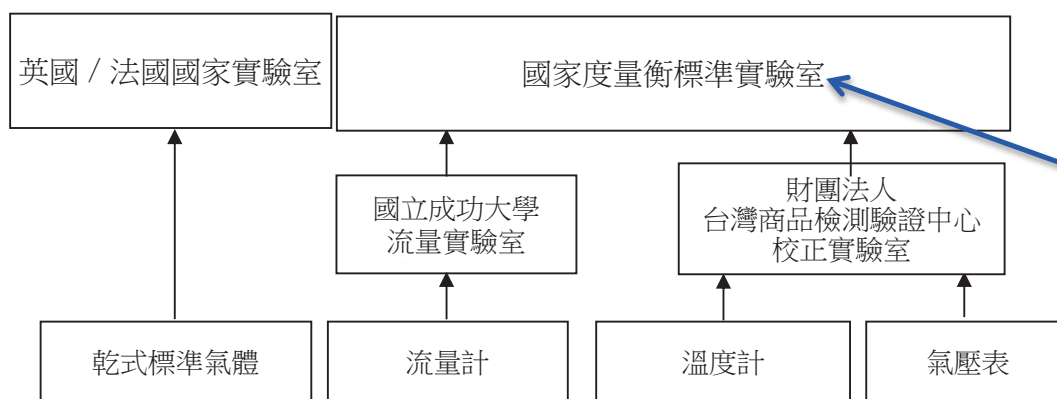 英國 / 法國國家實驗室
國家度量衡標準實驗室
國立成功大學
流量實驗室
財團法人
台灣商品檢測驗證中心
校正實驗室
乾式標準氣體
流量計
溫度計
氣壓表